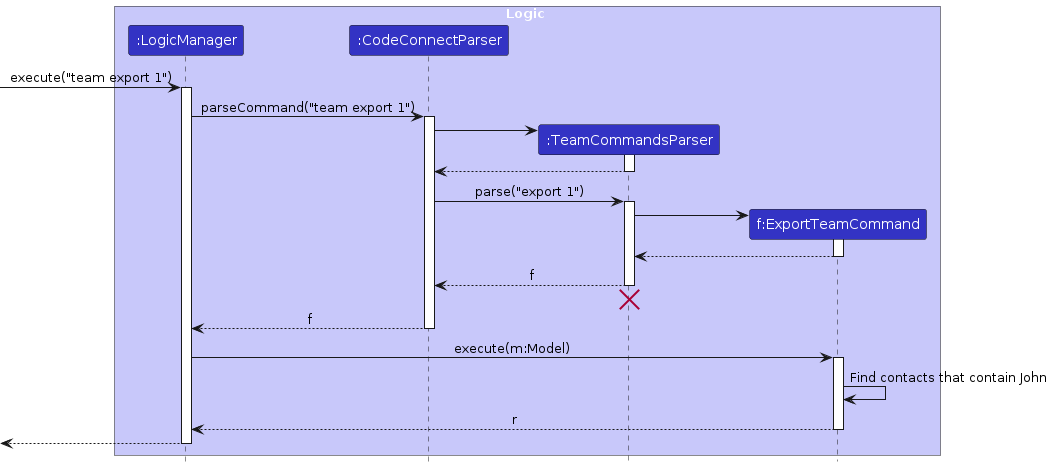 Logic
:LogicManager
:CodeConnectParser
execute("team export 1")
parseCommand("team export 1")
:TeamCommandsParser
parse("export 1")
f:ExportTeamCommand
f
f
execute(m:Model)
Find contacts that contain John
r